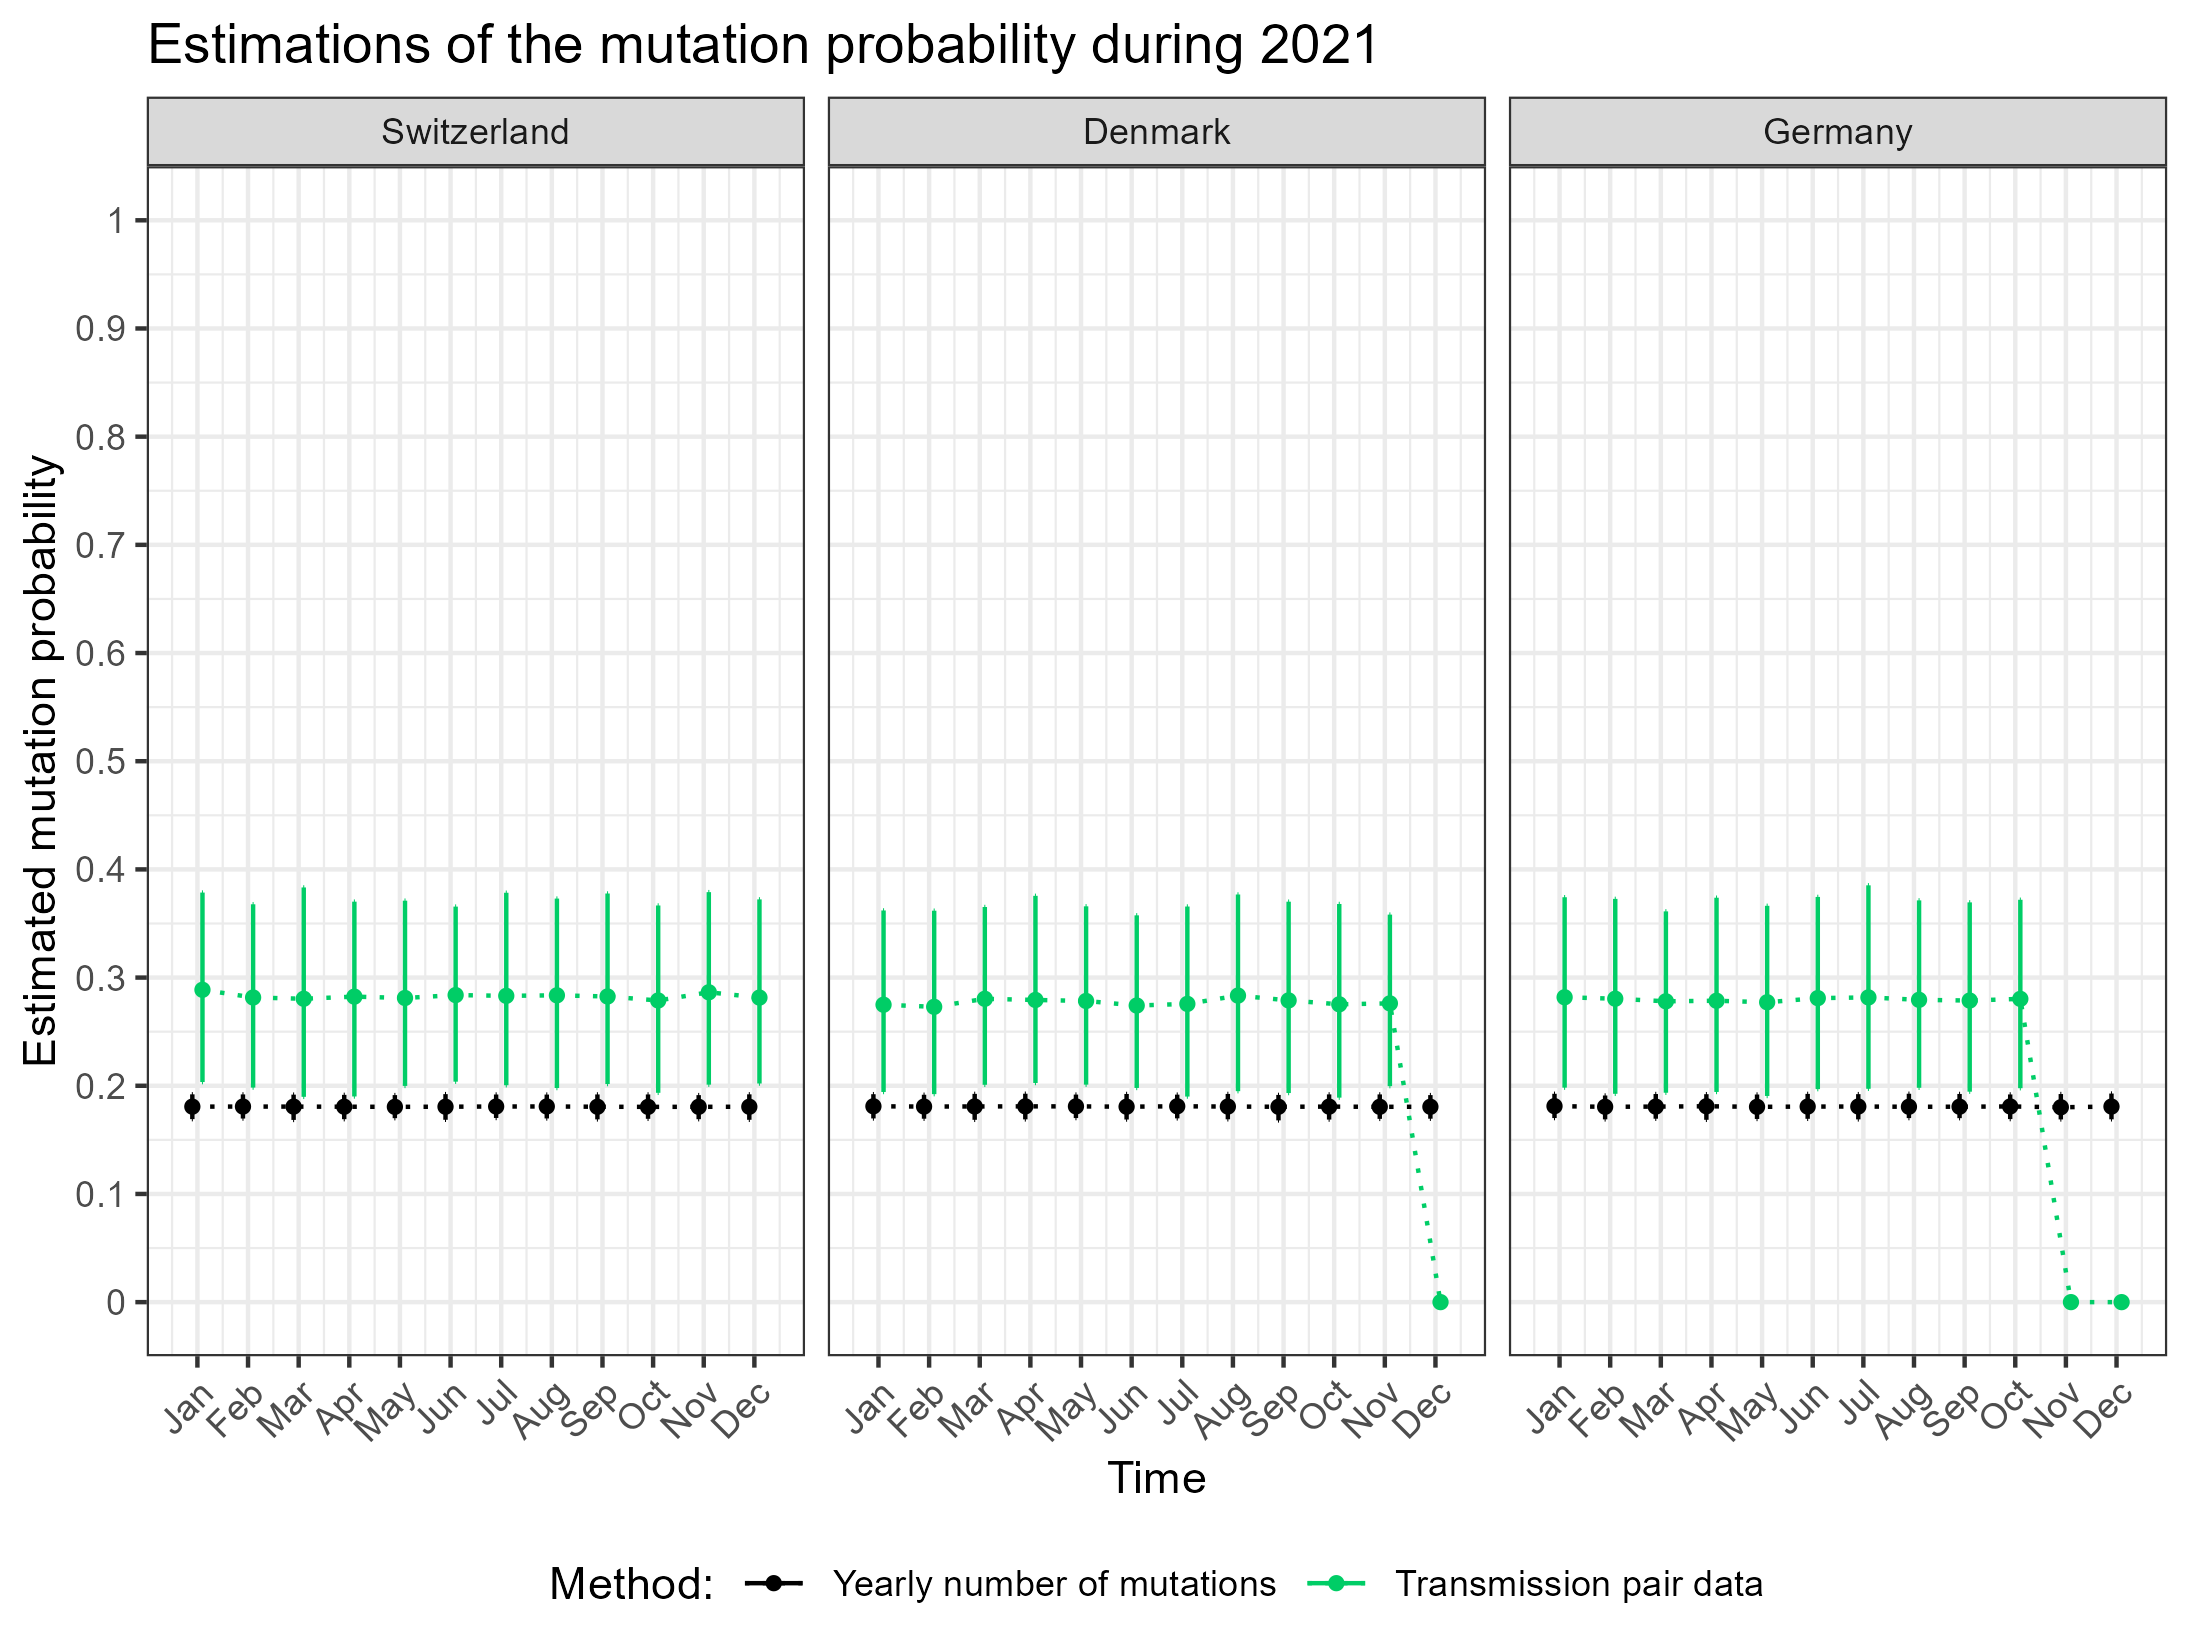 Estimations of the mutation probability during 2021
Switzerland
Denmark
Germany
Estimated mutation probability
1
0.9
0.8
0.7
0.6
0.5
0.4
0.3
0.2
0.1
0
Jan Feb Mar Apr May Jun Jul Aug Sep Oct Nov Dec
Jan Feb Mar Apr May Jun Jul Aug Sep Oct Nov Dec
Jan Feb Mar Apr May Jun Jul Aug Sep Oct Nov Dec
Time
Method: Yearly number of mutations Transmission pair data